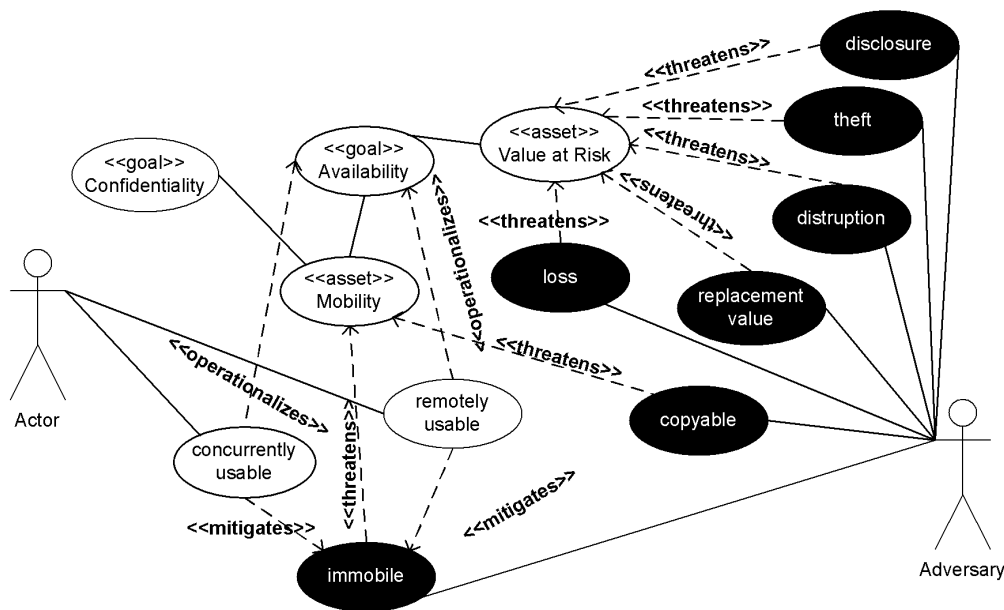 disclosure
<<threatens>>
<<threatens>>
theft
<<asset>>
Value at Risk
<<goal>>
Availability
<<threatens>>
<<goal>>
Confidentiality
<<threatens>>
distruption
<<threatens>>
<<operationalizes>>
<<asset>>
Mobility
loss
replacement
value
<<threatens>>
<<operationalizes>>
Actor
remotely
usable
copyable
concurrently
usable
<<threatens>>
<<mitigates>>
<<mitigates>>
immobile
Adversary